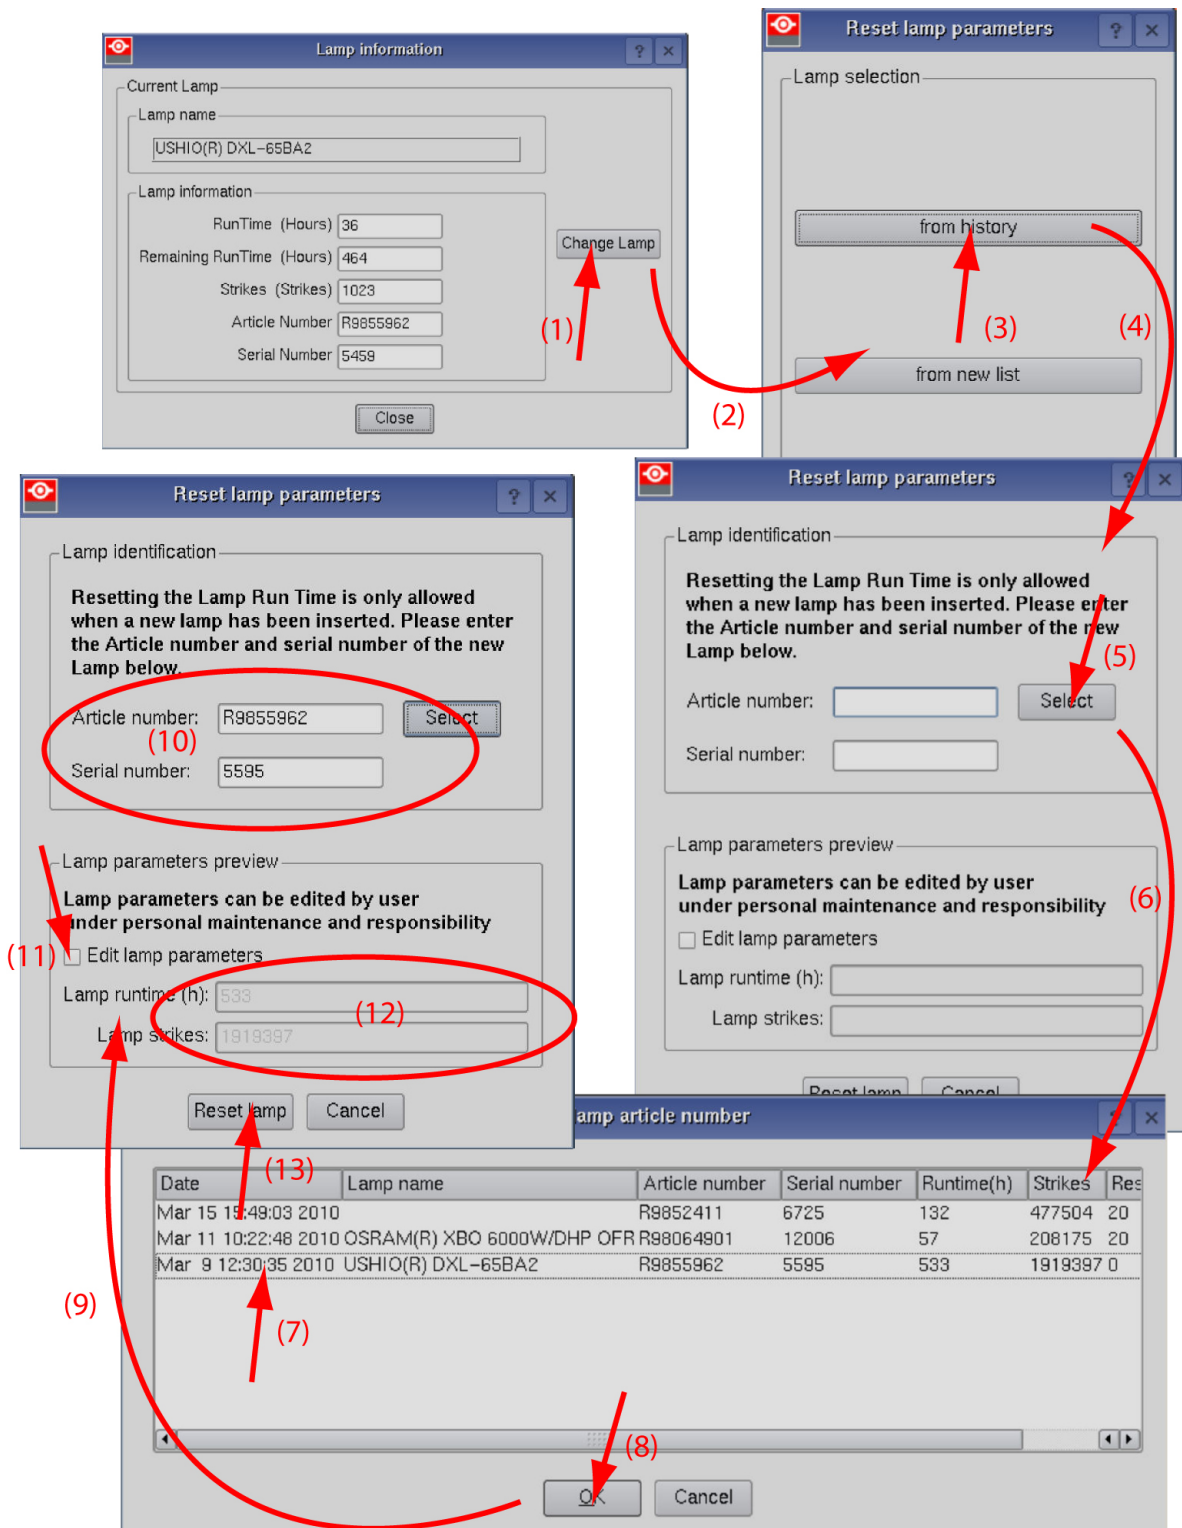 Lamp information
? ×
Current Lamp
Lamp name
USHIO(R) DXL-65BA2
Lamp information
RunTime (Hours) 36
Remaining RunTime (Hours) 464
Strikes (Strikes) 1023
Article Number R9855962
Serial Number 5459
Change Lamp
(1)
Close
(2)
Reset lamp parameters
? ×
Lamp selection
from history
(3)
(4)
from new list
Reset lamp parameters
? ×
Lamp identification
Resetting the Lamp Run Time is only allowed
when a new lamp has been inserted. Please enter
the Article number and serial number of the new
Lamp below.
(5)
Article number: Select
Serial number:
Lamp parameters preview
Lamp parameters can be edited by user
under personal maintenance and responsibility
(6)
Edit lamp parameters
Lamp runtime (h):
Lamp strikes:
Reset lamp Cancel
Reset lamp parameters
? ×
Lamp identification
Resetting the Lamp Run Time is only allowed
when a new lamp has been inserted. Please enter
the Article number and serial number of the new
Lamp below.
Article number: R9855962 Select
(10)
Serial number: 5595
Lamp parameters preview
Lamp parameters can be edited by user
under personal maintenance and responsibility
(11) Edit lamp parameters
Lamp runtime (h): 533
(12)
Lamp strikes: 1919397
Reset lamp Cancel
(13)
lamp article number
? ×
Date Lamp name Article number Serial number Runtime(h) Strikes Res
Mar 15 15:49:03 2010 R9852411 6725 132 477504 20
Mar 11 10:22:48 2010 OSRAM(R) XBO 6000W/DHP OFR R98064901 12006 57 208175 20
Mar 9 12:30:35 2010 USHIO(R) DXL-65BA2 R9855962 5595 533 1919397 0
(9)
(7)
(8)
OK Cancel